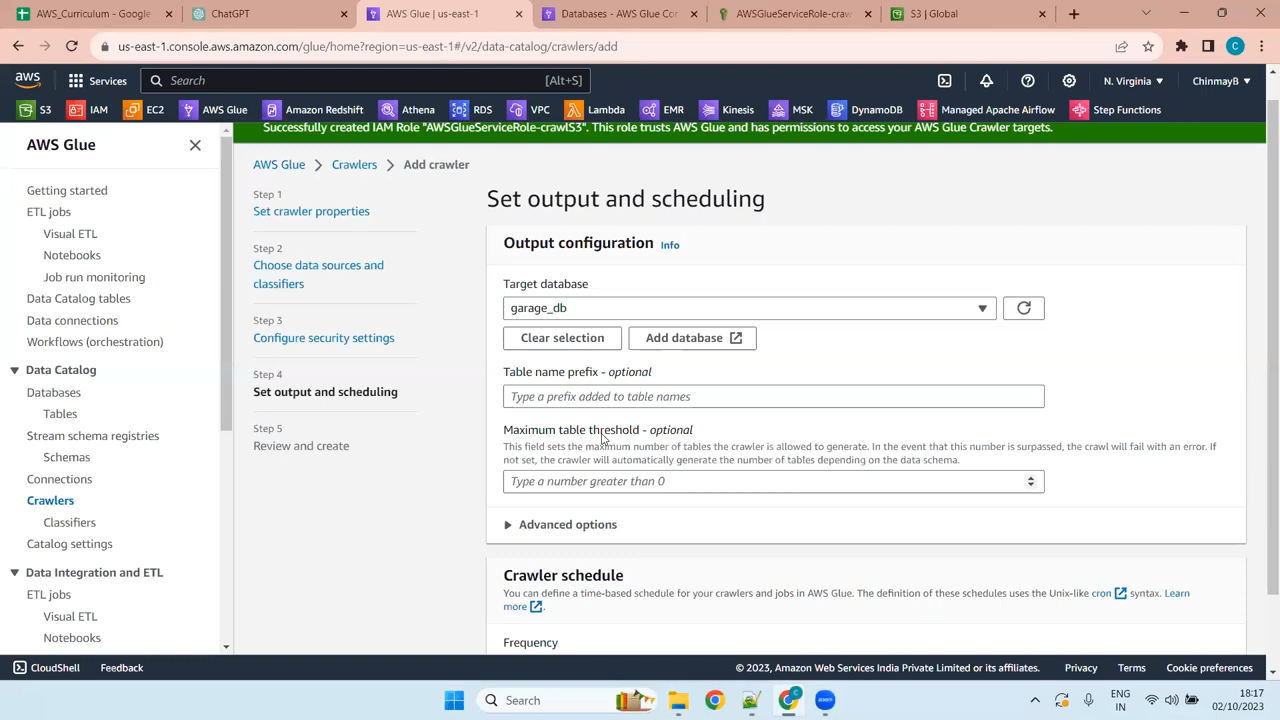 AWS_Curriculum - Google
ChatGPT
AWS Glue | us-east-1
Databases - AWS Glue Co
AWSGlueServiceRole-craw
S3 | Global
us-east-1.console.aws.amazon.com/glue/home?region=us-east-1#/v2/data-catalog/crawlers/add
C
aws
Services
Search
[Alt+S]
N. Virginia
ChinmayB
S3
IAM
EC2
AWS Glue
Amazon Redshift
Athena
RDS
VPC
Lambda
EMR
Kinesis
MSK
DynamoDB
Managed Apache Airflow
Step Functions
AWS Glue
Getting started
ETL jobs
Visual ETL
Notebooks
Job run monitoring
Data Catalog tables
Data connections
Workflows (orchestration)
Data Catalog
Databases
Tables
Stream schema registries
Schemas
Connections
Crawlers
Classifiers
Catalog settings
Data Integration and ETL
ETL jobs
Visual ETL
Notebooks
Successfully created IAM Role "AWSGlueServiceRole-crawlS3". This role trusts AWS Glue and has permissions to access your AWS Glue Crawler targets.
AWS Glue > Crawlers > Add crawler
Step 1
Set crawler properties
Step 2
Choose data sources and
classifiers
Step 3
Configure security settings
Step 4
Set output and scheduling
Step 5
Review and create
Set output and scheduling
Output configuration Info
Target database
garage_db
Clear selection
Add database
Table name prefix - optional
Type a prefix added to table names
Maximum table threshold - optional
This field sets the maximum number of tables the crawler is allowed to generate. In the event that this number is surpassed, the crawl will fail with an error. If
not set, the crawler will automatically generate the number of tables depending on the data schema.
Type a number greater than 0
Advanced options
Crawler schedule
You can define a time-based schedule for your crawlers and jobs in AWS Glue. The definition of these schedules uses the Unix-like cron syntax. Learn
more .
Frequency
CloudShell
Feedback
© 2023, Amazon Web Services India Private Limited or its affiliates.
Privacy
Terms
Cookie preferences
Search
C
zoom
ENG
IN
18:17
02/10/2023